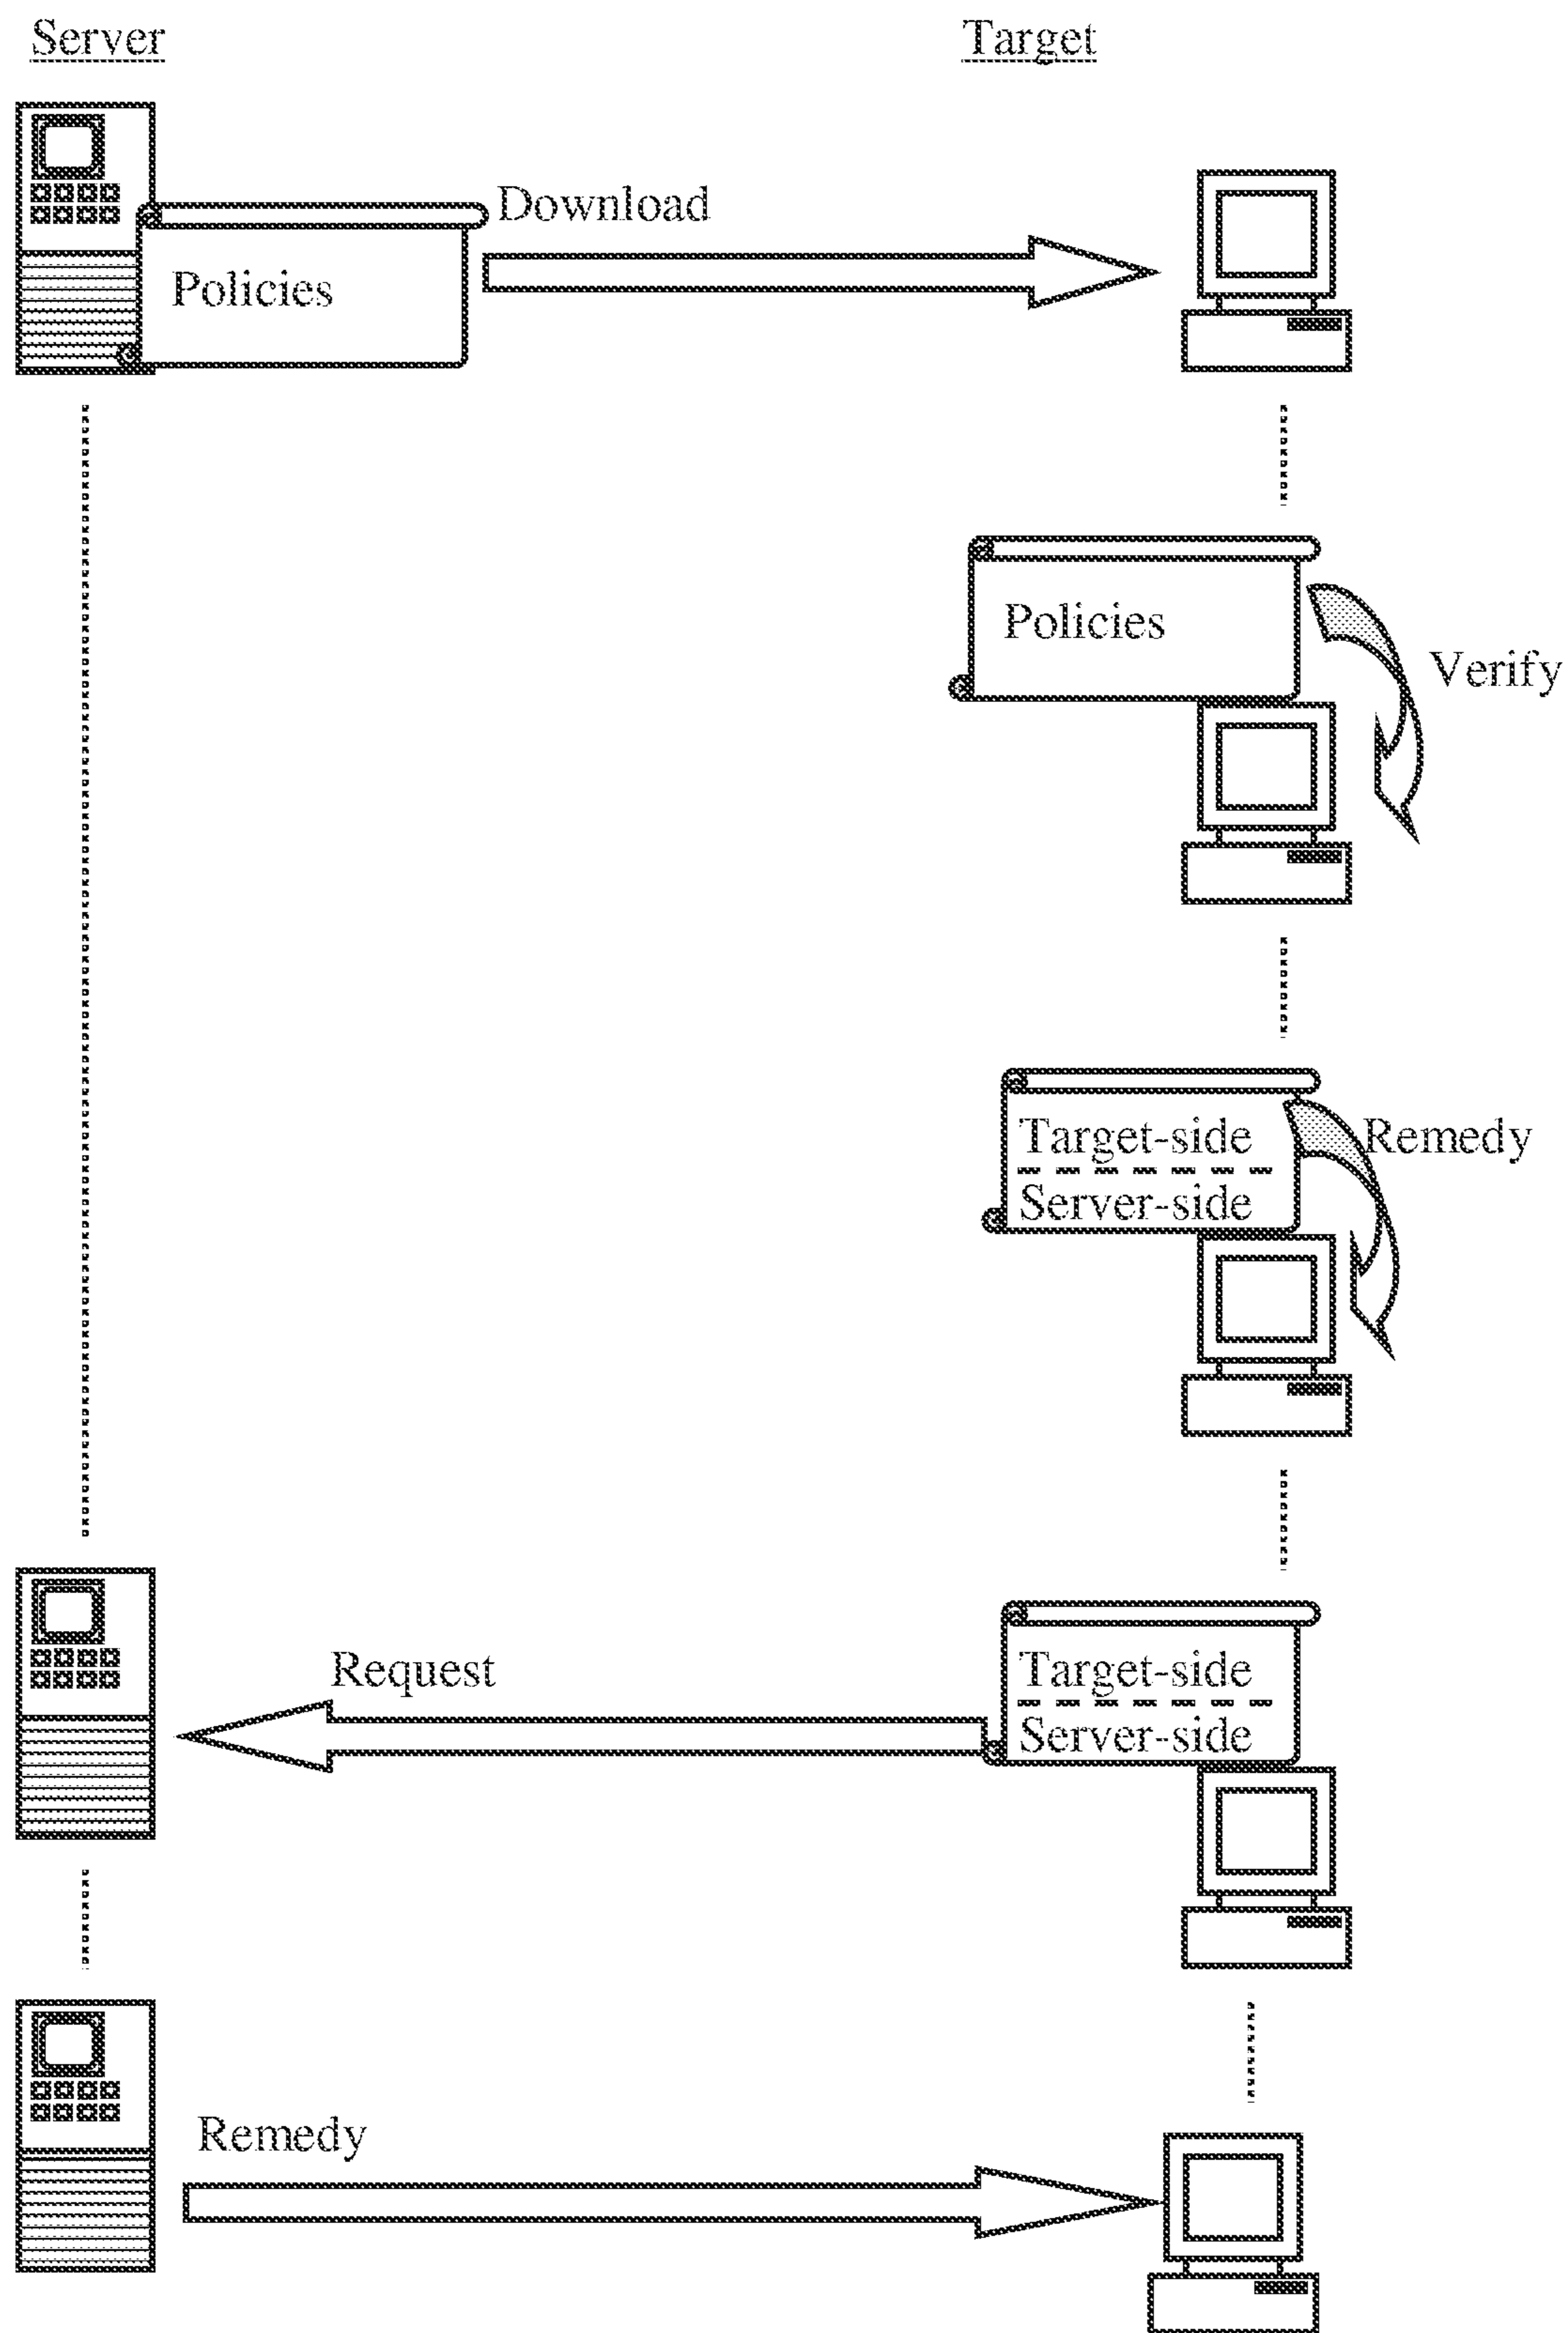 Server
Target
Download
Policies
Policies
Verify
Target-side
Remedy
Server-side
Request
Target-side
Server-side
Remedy